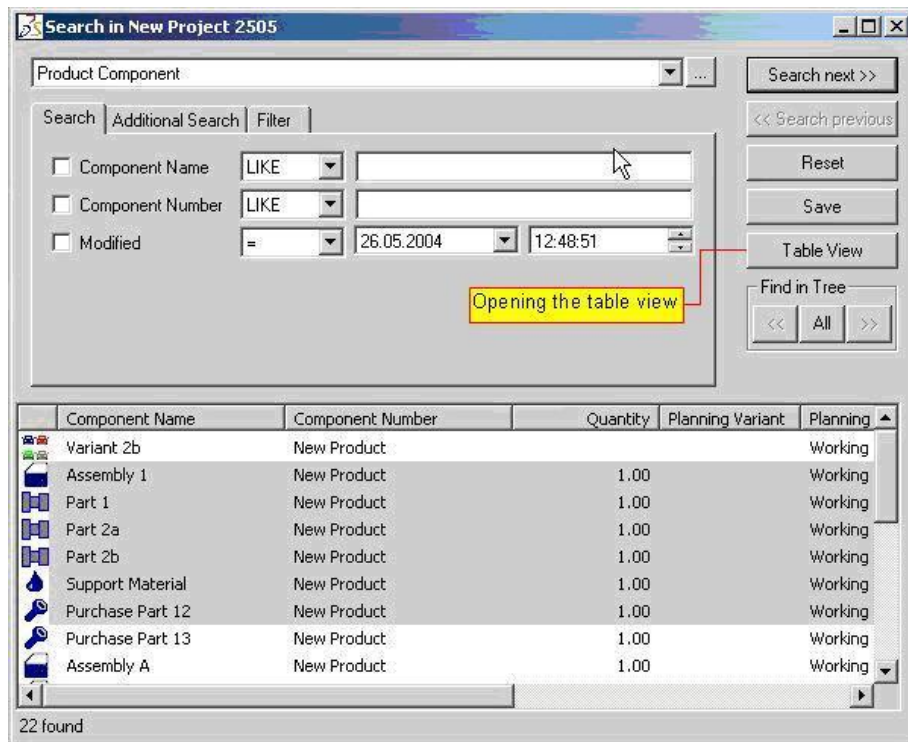 Search in New Project 2505
Product Component
...
Search next >>
Search Additional Search Filter
<< Search previous
Component Name LIKE
Reset
Component Number LIKE
Save
Modified = 26.05.2004 12:48:51
Table View
Opening the table view
Find in Tree
<< All >>
Component Name Component Number Quantity Planning Variant Planning
Variant 2b New Product Working
Assembly 1 New Product 1.00 Working
Part 1 New Product 1.00 Working
Part 2a New Product 1.00 Working
Part 2b New Product 1.00 Working
Support Material New Product 1.00 Working
Purchase Part 12 New Product 1.00 Working
Purchase Part 13 New Product 1.00 Working
Assembly A New Product 1.00 Working
22 found